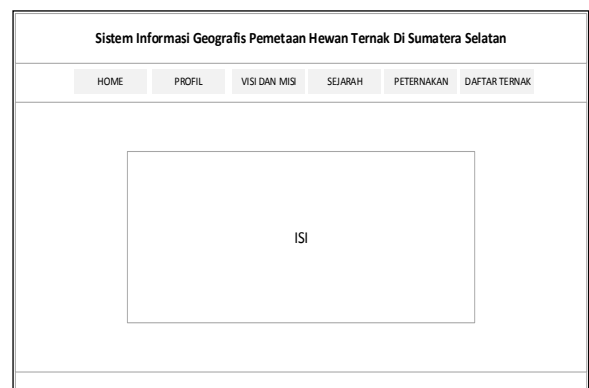 Sistem Informasi Geografis Pemetaan Hewan Ternak Di Sumatera Selatan
HOME PROFIL VISI DAN MISI SEJARAH PETERNAKAN DAFTAR TERNAK
ISI